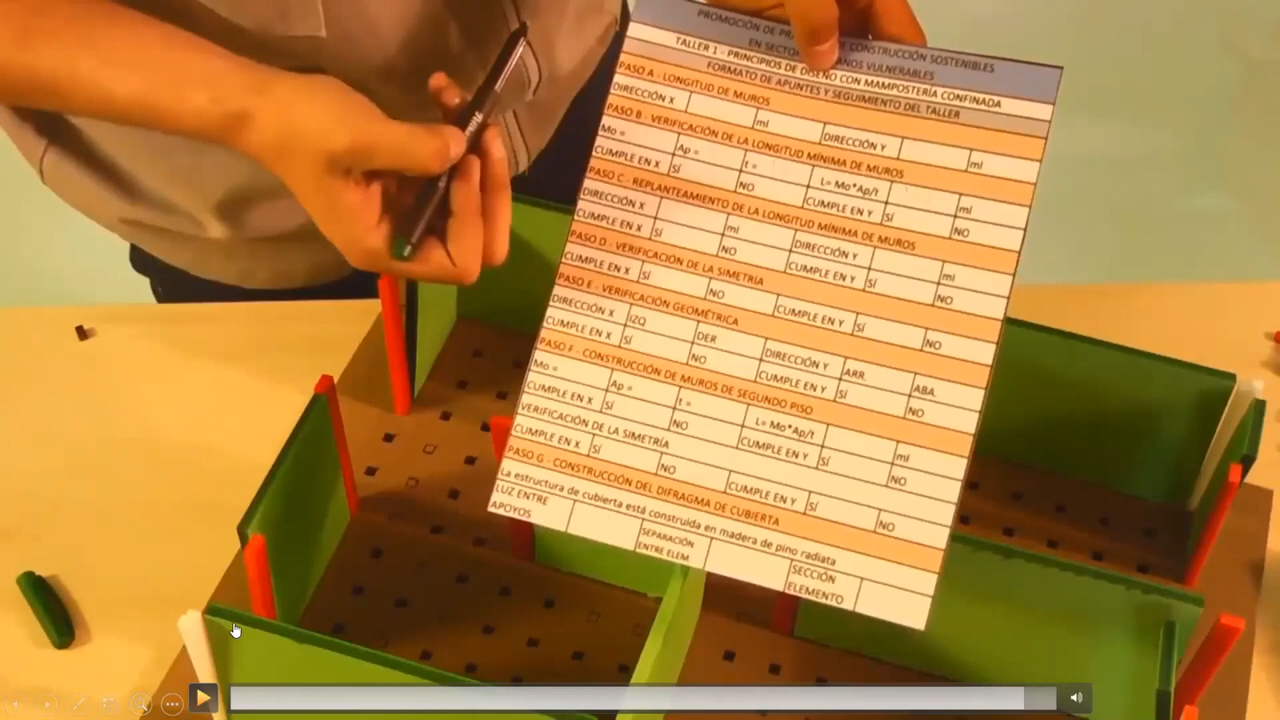 PROMOCIÓN DE CONSTRUCCIÓN SOSTENIBLES
EN VULNERABLES
TALLER 1 - PRINCIPIOS DE DISEÑO CON MAMPOSTERÍA CONFINADA
FORMATO DE APUNTES Y SEGUIMIENTO DEL TALLER
PASO A - LONGITUD DE MUROS
DIRECCIÓN X ml DIRECCIÓN Y ml
PASO B - VERIFICACIÓN DE LA LONGITUD MÍNIMA DE MUROS
Mo = Ap = t = L= Mo*Ap/t ml
CUMPLE EN X SÍ NO CUMPLE EN Y SÍ NO
PASO C - REPLANTEAMIENTO DE LA LONGITUD MÍNIMA DE MUROS
DIRECCIÓN X ml DIRECCIÓN Y ml
CUMPLE EN X SÍ NO CUMPLE EN Y SÍ NO
PASO D - VERIFICACIÓN DE LA SIMETRÍA
CUMPLE EN X SÍ NO CUMPLE EN Y SÍ NO
PASO E - VERIFICACIÓN GEOMÉTRICA
DIRECCIÓN X IZQ DER DIRECCIÓN Y ARR. ABA.
CUMPLE EN X SÍ NO CUMPLE EN Y SÍ NO
PASO F - CONSTRUCCIÓN DE MUROS DE SEGUNDO PISO
Mo = Ap = t = L= Mo*Ap/t ml
CUMPLE EN X SÍ NO CUMPLE EN Y SÍ NO
VERIFICACIÓN DE LA SIMETRÍA
CUMPLE EN X SÍ NO CUMPLE EN Y SÍ NO
PASO G - CONSTRUCCIÓN DEL DIFRAGMA DE CUBIERTA
La estructura de cubierta está construida en madera de pino radiata
LUZ ENTRE
APOYOS
SEPARACIÓN
ENTRE ELEM.
SECCIÓN
ELEMENTO